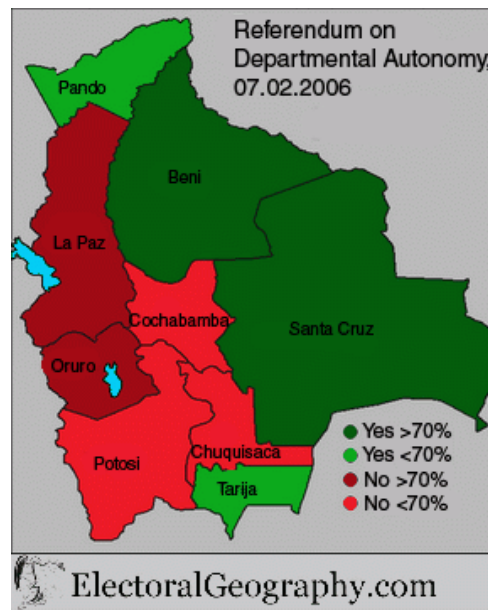 Referendum on
Departmental Autonomy,
07.02.2006
Pando
Beni
La Paz
Cochabamba
Santa Cruz
Oruro
Potosi
Chuquisaca
Tarija
Yes >70%
Yes <70%
No >70%
No <70%
ElectoralGeography.com